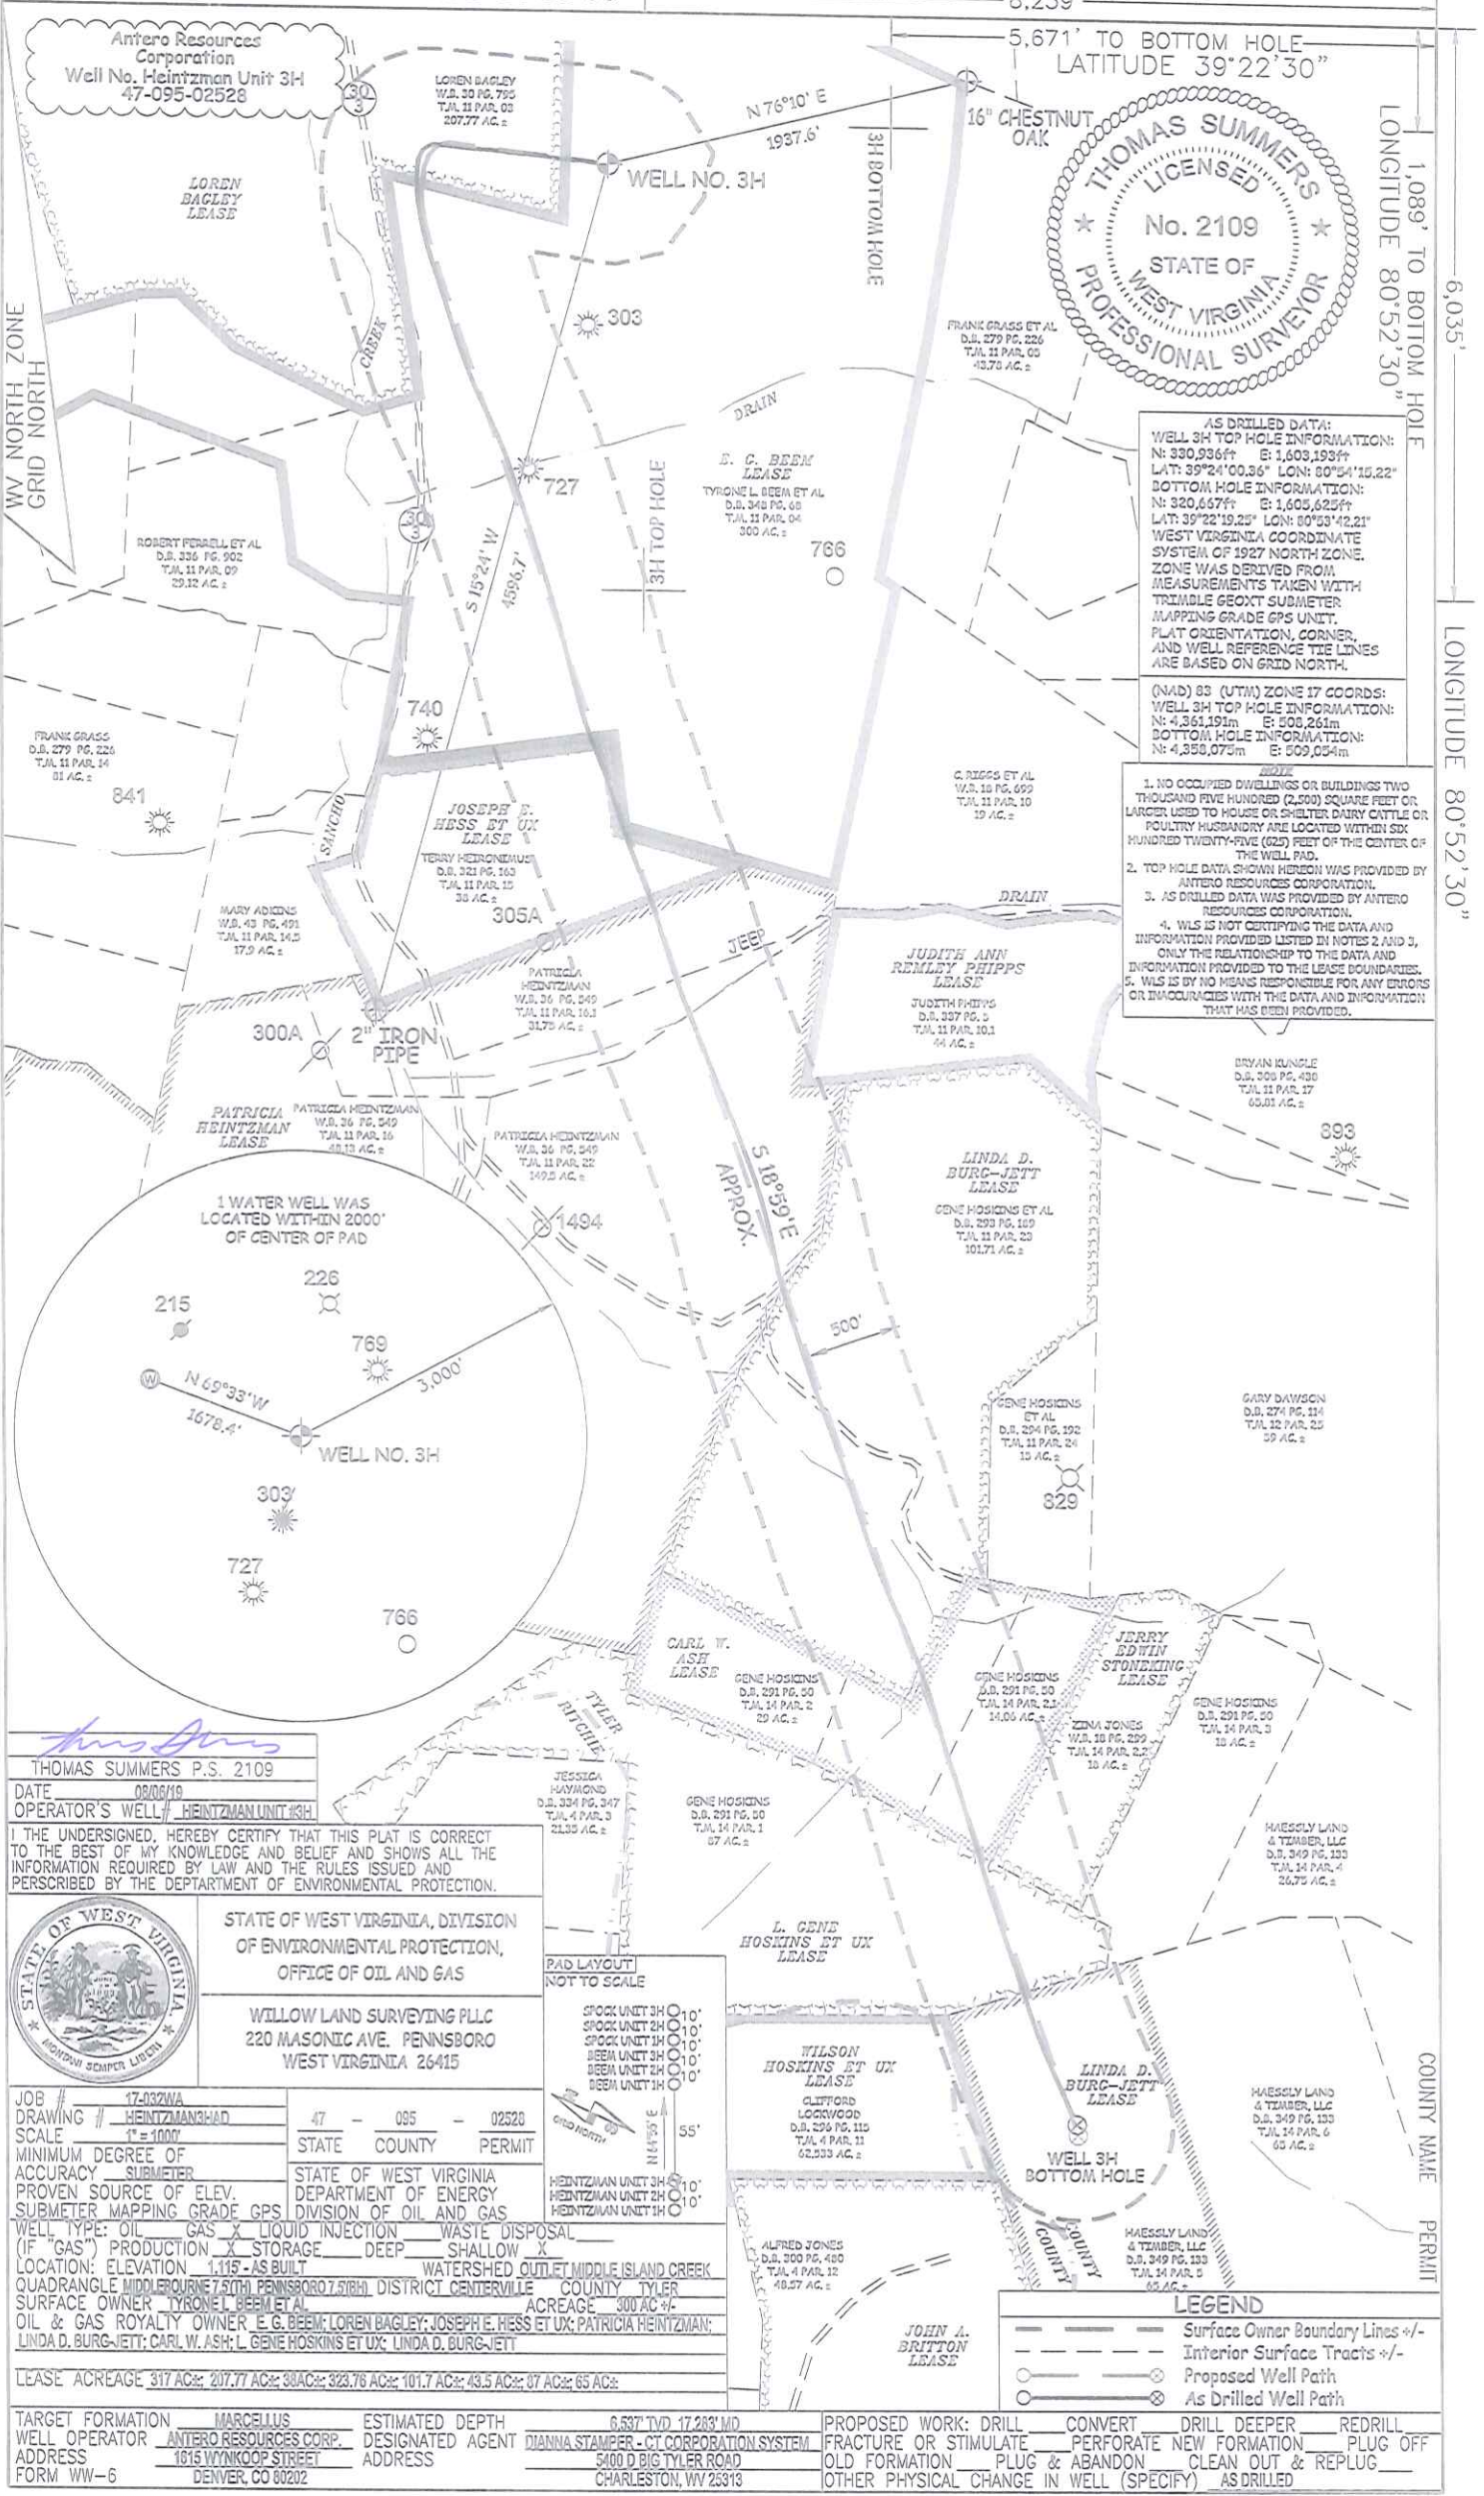 6,259'
5,671' TO BOTTOM HOLE
LATITUDE 39°22'30"
Antero Resources
Corporation
Well No. Heintzman Unit 3H
47-095-02528
30
3
LOREN BAGLEY
W.B. 30 PG. 795
T.M. 11 PAR. 03
207.77 AC. ±
N 76°10' E
1937.6'
16" CHESTNUT
OAK
3H BOTTOM HOLE
WELL NO. 3H
LOREN
BAGLEY
LEASE
THOMAS SUMMERS
LICENSED
No. 2109
STATE OF
WEST VIRGINIA
PROFESSIONAL SURVEYOR
1,089' TO BOTTOM HOLE
LONGITUDE 80°52'30"
6,035'
LONGITUDE 80°52'30"
WV NORTH ZONE
GRID NORTH
CREEK
303
FRANK GRASS ET AL
D.B. 279 PG. 226
T.M. 11 PAR. 05
43.78 AC. ±
DRAIN
E. G. BEEM
LEASE
TYRONE L. BEEM ET AL
D.B. 348 PG. 68
T.M. 11 PAR. 04
300 AC. ±
766
727
3H TOP HOLE
S 15°24' W
4596.7'
30
3
ROBERT FERRELL ET AL
D.B. 336 PG. 902
T.M. 11 PAR. 09
29.12 AC. ±
AS DRILLED DATA:
WELL 3H TOP HOLE INFORMATION:
N: 330,936ft E: 1,603,193ft
LAT: 39°24'00.36" LON: 80°54'15.22"
BOTTOM HOLE INFORMATION:
N: 320,667ft E: 1,605,625ft
LAT: 39°22'19.25" LON: 80°53'42.21"
WEST VIRGINIA COORDINATE
SYSTEM OF 1927 NORTH ZONE.
ZONE WAS DERIVED FROM
MEASUREMENTS TAKEN WITH
TRIMBLE GEOXT SUBMETER
MAPPING GRADE GPS UNIT.
PLAT ORIENTATION, CORNER,
AND WELL REFERENCE TIE LINES
ARE BASED ON GRID NORTH.
(NAD) 83 (UTM) ZONE 17 COORDS:
WELL 3H TOP HOLE INFORMATION:
N: 4,361,191m E: 508,261m
BOTTOM HOLE INFORMATION:
N: 4,358,075m E: 509,054m
NOTE
1. NO OCCUPIED DWELLINGS OR BUILDINGS TWO
THOUSAND FIVE HUNDRED (2,500) SQUARE FEET OR
LARGER USED TO HOUSE OR SHELTER DAIRY CATTLE OR
POULTRY HUSBANDRY ARE LOCATED WITHIN SIX
HUNDRED TWENTY-FIVE (625) FEET OF THE CENTER OF
THE WELL PAD.
2. TOP HOLE DATA SHOWN HEREON WAS PROVIDED BY
ANTERO RESOURCES CORPORATION.
3. AS DRILLED DATA WAS PROVIDED BY ANTERO
RESOURCES CORPORATION.
4. WLS IS NOT CERTIFYING THE DATA AND
INFORMATION PROVIDED LISTED IN NOTES 2 AND 3,
ONLY THE RELATIONSHIP TO THE DATA AND
INFORMATION PROVIDED TO THE LEASE BOUNDARIES.
5. WLS IS BY NO MEANS RESPONSIBLE FOR ANY ERRORS
OR INACCURACIES WITH THE DATA AND INFORMATION
THAT HAS BEEN PROVIDED.
740
FRANK GRASS
D.B. 279 PG. 226
T.M. 11 PAR. 14
81 AC. ±
841
SANCHO
JOSEPH E.
HESS ET UX
LEASE
TERRY HEIRONIMUS
D.B. 321 PG. 163
T.M. 11 PAR. 15
38 AC. ±
305A
C. RIGGS ET AL
W.B. 18 PG. 699
T.M. 11 PAR. 10
19 AC. ±
DRAIN
MARY ADKINS
W.B. 43 PG. 491
T.M. 11 PAR. 14.5
17.9 AC. ±
JEEP
JUDITH ANN
REMLEY PHIPPS
LEASE
JUDITH PHIPPS
D.B. 337 PG. 5
T.M. 11 PAR. 10.1
44 AC. ±
PATRICIA
HEINTZMAN
W.B. 36 PG. 549
T.M. 11 PAR. 16.1
31.75 AC. ±
300A
2" IRON
PIPE
PATRICIA
HEINTZMAN
LEASE
PATRICIA HEINTZMAN
W.B. 36 PG. 549
T.M. 11 PAR. 16
48.13 AC. ±
PATRICIA HEINTZMAN
W.B. 36 PG. 549
T.M. 11 PAR. 22
149.5 AC. ±
BRYAN KUNGLE
D.B. 308 PG. 430
T.M. 11 PAR. 17
65.81 AC. ±
893
S 18°59' E
APPROX.
LINDA D.
BURG-JETT
LEASE
GENE HOSKINS ET AL
D.B. 293 PG. 189
T.M. 11 PAR. 23
101.71 AC. ±
1494
1 WATER WELL WAS
LOCATED WITHIN 2000'
OF CENTER OF PAD
226
215
769
3,000'
W
N 69°33' W
1678.4'
WELL NO. 3H
303
727
766
500'
GENE HOSKINS
ET AL
D.B. 294 PG. 192
T.M. 11 PAR. 24
15 AC. ±
829
GARY DAWSON
D.B. 274 PG. 114
T.M. 12 PAR. 25
59 AC. ±
CARL W.
ASH
LEASE
GENE HOSKINS
D.B. 291 PG. 50
T.M. 14 PAR. 2
29 AC. ±
GENE HOSKINS
D.B. 291 PG. 50
T.M. 14 PAR. 2.1
14.06 AC. ±
JERRY
EDWIN
STONEKING
LEASE
ZINA JONES
W.B. 18 PG. 299
T.M. 14 PAR. 2.2
18 AC. ±
GENE HOSKINS
D.B. 291 PG. 50
T.M. 14 PAR. 3
18 AC. ±
TYLER
RITCHIE
JESSICA
HAYMOND
D.B. 334 PG. 347
T.M. 4 PAR. 3
21.35 AC. ±
GENE HOSKINS
D.B. 291 PG. 50
T.M. 14 PAR. 1
87 AC. ±
HAESSLY LAND
& TIMBER, LLC
D.B. 349 PG. 133
T.M. 14 PAR. 4
26.75 AC. ±
THOMAS SUMMERS P.S. 2109
DATE 08/06/19
OPERATOR'S WELL# HEINTZMAN UNIT #3H
I THE UNDERSIGNED, HEREBY CERTIFY THAT THIS PLAT IS CORRECT
TO THE BEST OF MY KNOWLEDGE AND BELIEF AND SHOWS ALL THE
INFORMATION REQUIRED BY LAW AND THE RULES ISSUED AND
PERSCRIBED BY THE DEPTARTMENT OF ENVIRONMENTAL PROTECTION.
STATE OF WEST VIRGINIA
MONTANI SEMPER LIBERI
STATE OF WEST VIRGINIA, DIVISION
OF ENVIRONMENTAL PROTECTION,
OFFICE OF OIL AND GAS
WILLOW LAND SURVEYING PLLC
220 MASONIC AVE. PENNSBORO
WEST VIRGINIA 26415
L. GENE
HOSKINS ET UX
LEASE
PAD LAYOUT
NOT TO SCALE
SPOCK UNIT 3H 10'
SPOCK UNIT 2H 10'
SPOCK UNIT 1H 10'
BEEM UNIT 3H 10'
BEEM UNIT 2H 10'
BEEM UNIT 1H
GRID NORTH
N 64°55' E
55'
HEINTZMAN UNIT 3H 10'
HEINTZMAN UNIT 2H 10'
HEINTZMAN UNIT 1H
WILSON
HOSKINS ET UX
LEASE
CLIFFORD
LOCKWOOD
D.B. 296 PG. 115
T.M. 4 PAR. 11
62.533 AC. ±
LINDA D.
BURG-JETT
LEASE
WELL 3H
BOTTOM HOLE
HAESSLY LAND
& TIMBER, LLC
D.B. 349 PG. 133
T.M. 14 PAR. 6
65 AC. ±
COUNTY NAME
PERMIT
COUNTY
COUNTY
HAESSLY LAND
& TIMBER, LLC
D.B. 349 PG. 133
T.M. 14 PAR. 5
65 AC. ±
ALFRED JONES
D.B. 300 PG. 480
T.M. 4 PAR. 12
48.57 AC. ±
JOHN A.
BRITTON
LEASE
JOB # 17-032WA
DRAWING # HEINTZMAN3HAD
SCALE 1" = 1000'
MINIMUM DEGREE OF
ACCURACY SUBMETER
PROVEN SOURCE OF ELEV.
SUBMETER MAPPING GRADE GPS
47 - 095 - 02528
STATE COUNTY PERMIT
STATE OF WEST VIRGINIA
DEPARTMENT OF ENERGY
DIVISION OF OIL AND GAS
WELL TYPE: OIL GAS X LIQUID INJECTION WASTE DISPOSAL
(IF "GAS") PRODUCTION X STORAGE DEEP SHALLOW X
LOCATION: ELEVATION 1,115' - AS BUILT WATERSHED OUTLET MIDDLE ISLAND CREEK
QUADRANGLE MIDDLEBOURNE 7.5'(TH) PENNSBORO 7.5'(BH) DISTRICT CENTERVILLE COUNTY TYLER
SURFACE OWNER TYRONE L. BEEM ET AL ACREAGE 300 AC +/-
OIL & GAS ROYALTY OWNER E. G. BEEM; LOREN BAGLEY; JOSEPH E. HESS ET UX; PATRICIA HEINTZMAN;
LINDA D. BURG-JETT; CARL W. ASH; L. GENE HOSKINS ET UX; LINDA D. BURG-JETT
LEASE ACREAGE 317 AC±; 207.77 AC±; 38AC±; 323.76 AC±; 101.7 AC±; 43.5 AC±; 87 AC±; 65 AC±
LEGEND
Surface Owner Boundary Lines +/-
Interior Surface Tracts +/-
Proposed Well Path
As Drilled Well Path
TARGET FORMATION MARCELLUS ESTIMATED DEPTH 6,537' TVD 17,283' MD
WELL OPERATOR ANTERO RESOURCES CORP. DESIGNATED AGENT DIANNA STAMPER - CT CORPORATION SYSTEM
ADDRESS 1615 WYNKOOP STREET ADDRESS 5400 D BIG TYLER ROAD
FORM WW-6 DENVER, CO 80202 CHARLESTON, WV 25313
PROPOSED WORK: DRILL CONVERT DRILL DEEPER REDRILL
FRACTURE OR STIMULATE PERFORATE NEW FORMATION PLUG OFF
OLD FORMATION PLUG & ABANDON CLEAN OUT & REPLUG
OTHER PHYSICAL CHANGE IN WELL (SPECIFY) AS DRILLED